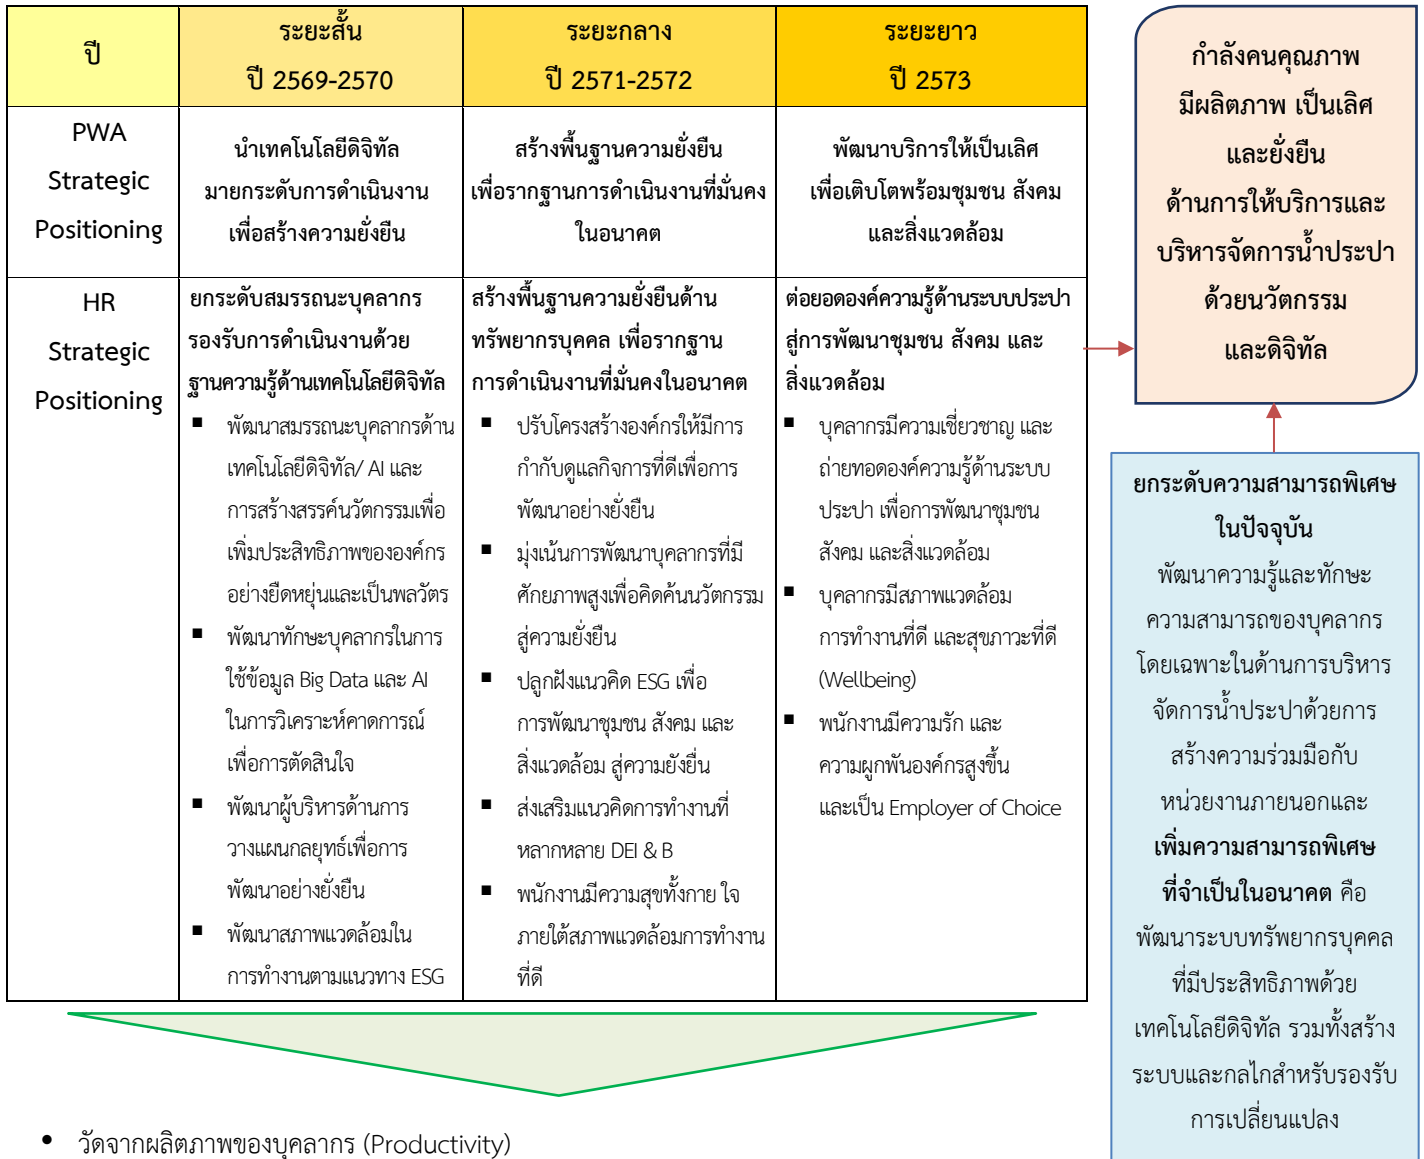 ปี
ระยะสั้น
ปี 2569-2570
ระยะกลาง
ปี 2571-2572
ระยะยาว
ปี 2573
PWA
Strategic
Positioning
นำเทคโนโลยีดิจิทัล
มายกระดับการดำเนินงาน
เพื่อสร้างความยั่งยืน
สร้างพื้นฐานความยั่งยืน
เพื่อรากฐานการดำเนินงานที่มั่นคง
ในอนาคต
พัฒนาบริการให้เป็นเลิศ
เพื่อเติบโตพร้อมชุมชน สังคม
และสิ่งแวดล้อม
HR
Strategic
Positioning
ยกระดับสมรรถนะบุคลากร
รองรับการดำเนินงานด้วย
ฐานความรู้ด้านเทคโนโลยีดิจิทัล
▪ พัฒนาสมรรถนะบุคลากรด้าน
เทคโนโลยีดิจิทัล/ AI และ
การสร้างสรรค์นวัตกรรมเพื่อ
เพิ่มประสิทธิภาพขององค์กร
อย่างยืดหยุ่นและเป็นพลวัตร
▪ พัฒนาทักษะบุคลากรในการ
ใช้ข้อมูล Big Data และ AI
ในการวิเคราะห์คาดการณ์
เพื่อการตัดสินใจ
▪ พัฒนาผู้บริหารด้านการ
วางแผนกลยุทธ์เพื่อการ
พัฒนาอย่างยั่งยืน
▪ พัฒนาสภาพแวดล้อมใน
การทำงานตามแนวทาง ESG
สร้างพื้นฐานความยั่งยืนด้าน
ทรัพยากรบุคคล เพื่อรากฐาน
การดำเนินงานที่มั่นคงในอนาคต
▪ ปรับโครงสร้างองค์กรให้มีการ
กำกับดูแลกิจการที่ดีเพื่อการ
พัฒนาอย่างยั่งยืน
▪ มุ่งเน้นการพัฒนาบุคลากรที่มี
ศักยภาพสูงเพื่อคิดค้นนวัตกรรม
สู่ความยั่งยืน
▪ ปลูกฝังแนวคิด ESG เพื่อ
การพัฒนาชุมชน สังคม และ
สิ่งแวดล้อม สู่ความยังยื่น
▪ ส่งเสริมแนวคิดการทำงานที่
หลากหลาย DEI & B
▪ พนักงานมีความสุขทั้งกาย ใจ
ภายใต้สภาพแวดล้อมการทำงาน
ที่ดี
ต่อยอดองค์ความรู้ด้านระบบประปา
สู่การพัฒนาชุมชน สังคม และ
สิ่งแวดล้อม
▪ บุคลากรมีความเชี่ยวชาญ และ
ถ่ายทอดองค์ความรู้ด้านระบบ
ประปา เพื่อการพัฒนาชุมชน
สังคม และสิ่งแวดล้อม
▪ บุคลากรมีสภาพแวดล้อม
การทำงานที่ดี และสุขภาวะที่ดี
(Wellbeing)
▪ พนักงานมีความรัก และ
ความผูกพันองค์กรสูงขึ้น
และเป็น Employer of Choice
กำลังคนคุณภาพ
มีผลิตภาพ เป็นเลิศ
และยั่งยืน
ด้านการให้บริการและ
บริหารจัดการน้ำประปา
ด้วยนวัตกรรม
และดิจิทัล
ยกระดับความสามารถพิเศษ
ในปัจจุบัน
พัฒนาความรู้และทักษะ
ความสามารถของบุคลากร
โดยเฉพาะในด้านการบริหาร
จัดการน้ำประปาด้วยการ
สร้างความร่วมมือกับ
หน่วยงานภายนอกและ
เพิ่มความสามารถพิเศษ
ที่จำเป็นในอนาคต คือ
พัฒนาระบบทรัพยากรบุคคล
ที่มีประสิทธิภาพด้วย
เทคโนโลยีดิจิทัล รวมทั้งสร้าง
ระบบและกลไกสำหรับรองรับ
การเปลี่ยนแปลง
• วัดจากผลิตภาพของบุคลากร (Productivity)